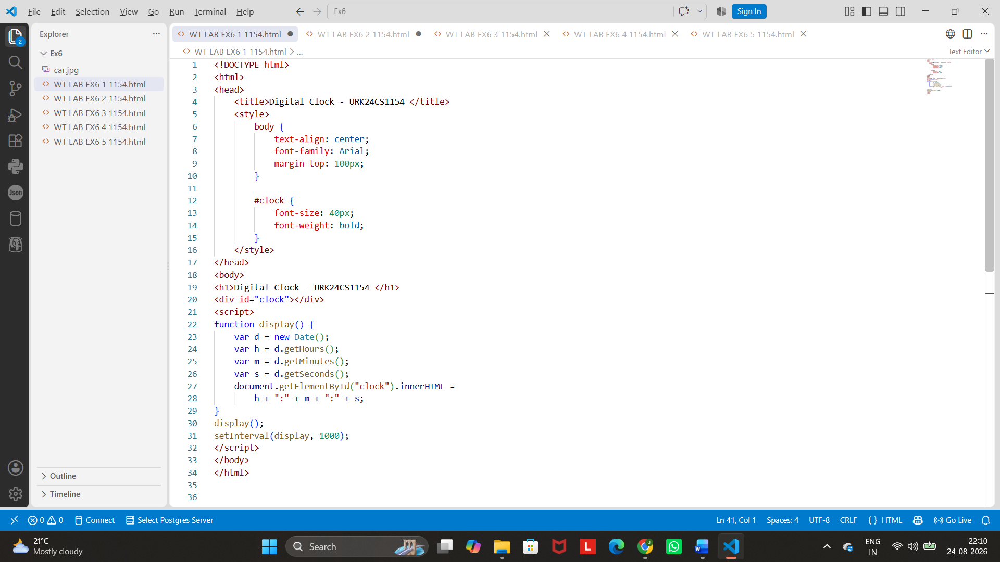 File Edit Selection View Go Run Terminal Help
Ex6
Sign In
Explorer
2
Ex6
car.jpg
WT LAB EX6 1 1154.html
WT LAB EX6 2 1154.html
WT LAB EX6 3 1154.html
WT LAB EX6 4 1154.html
WT LAB EX6 5 1154.html
Json
Outline
Timeline
WT LAB EX6 1 1154.html WT LAB EX6 2 1154.html WT LAB EX6 3 1154.html WT LAB EX6 4 1154.html WT LAB EX6 5 1154.html
WT LAB EX6 1 1154.html > ...
Text Editor
1 <!DOCTYPE html>
2 <html>
3 <head>
4     <title>Digital Clock - URK24CS1154 </title>
5     <style>
6         body {
7             text-align: center;
8             font-family: Arial;
9             margin-top: 100px;
10         }
11
12         #clock {
13             font-size: 40px;
14             font-weight: bold;
15         }
16     </style>
17 </head>
18 <body>
19 <h1>Digital Clock - URK24CS1154 </h1>
20 <div id="clock"></div>
21 <script>
22 function display() {
23     var d = new Date();
24     var h = d.getHours();
25     var m = d.getMinutes();
26     var s = d.getSeconds();
27     document.getElementById("clock").innerHTML =
28         h + ":" + m + ":" + s;
29 }
30 display();
31 setInterval(display, 1000);
32 </script>
33 </body>
34 </html>
35
36
0 0 Connect Select Postgres Server Ln 41, Col 1 Spaces: 4 UTF-8 CRLF { } HTML Go Live
21°C
Mostly cloudy
Search
ENG
IN
22:10
24-08-2026